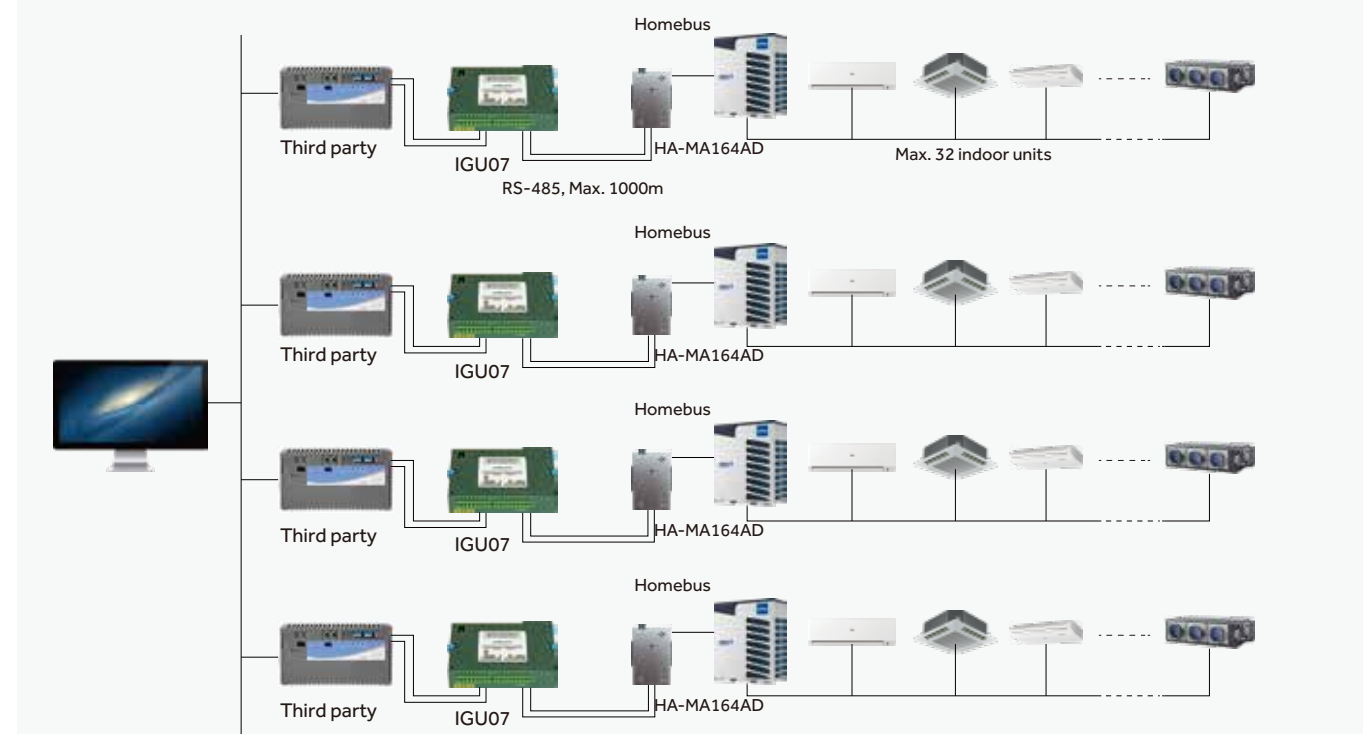 Homebus
Third party
IGU07
HA-MA164AD
Max. 32 indoor units
RS-485, Max. 1000m
Homebus
Third party
IGU07
HA-MA164AD
Homebus
Third party
IGU07
HA-MA164AD
Homebus
Third party
IGU07
HA-MA164AD